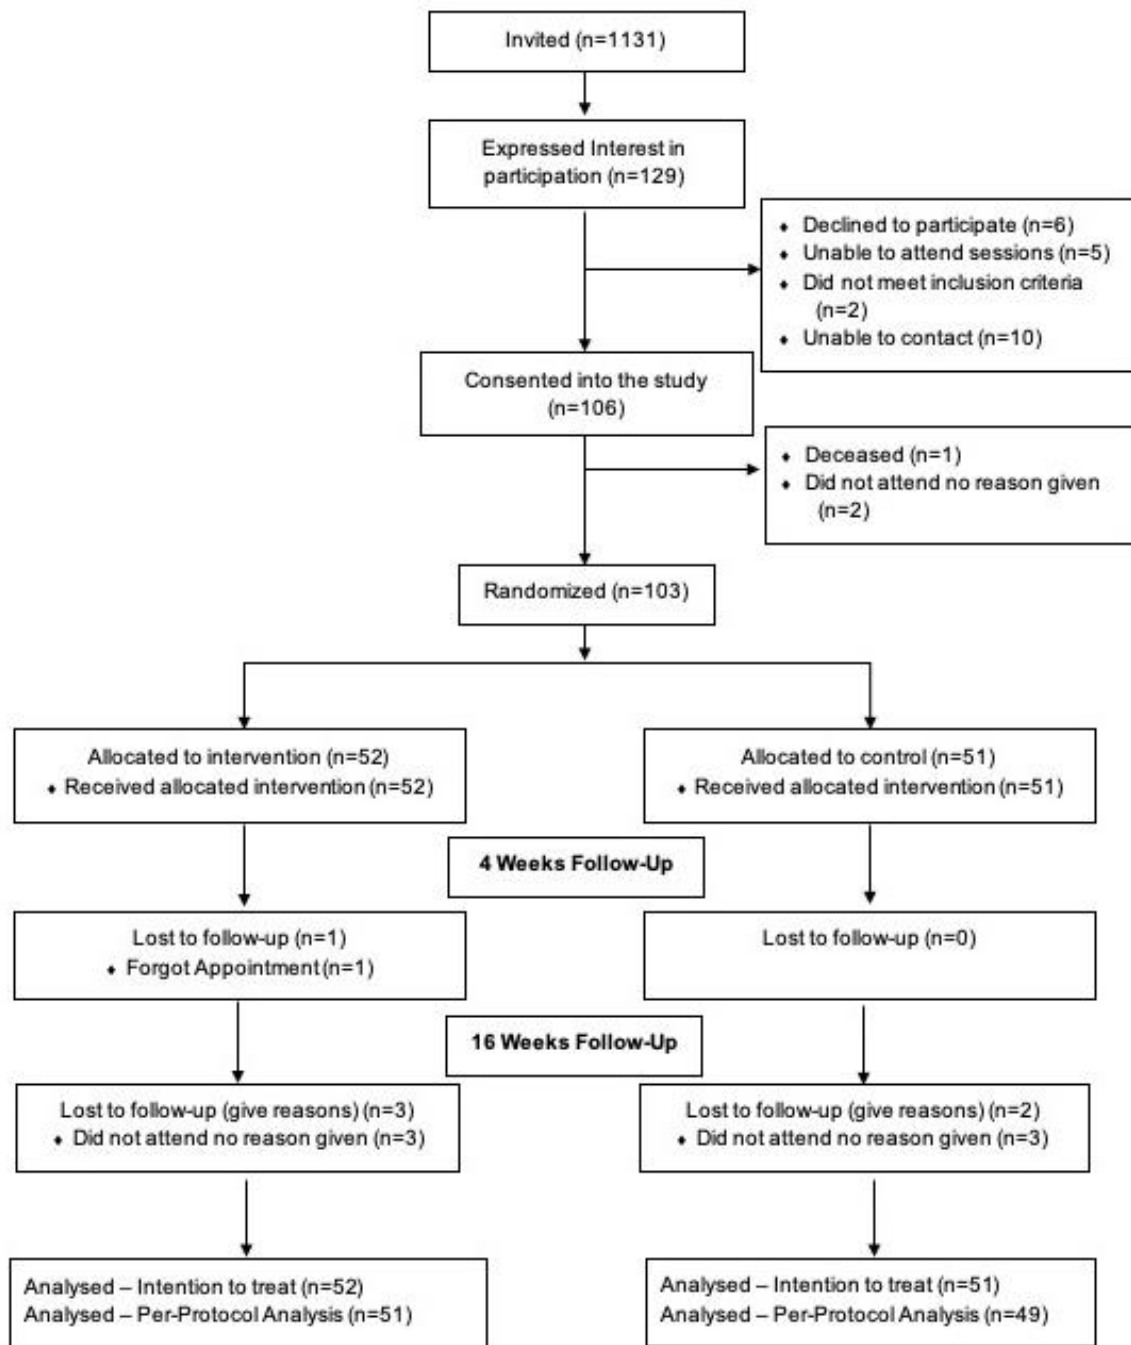 Invited (n=1131)
Expressed Interest in
participation (n=129)
♦ Declined to participate (n=6)
♦ Unable to attend sessions (n=5)
♦ Did not meet inclusion criteria
(n=2)
♦ Unable to contact (n=10)
Consented into the study
(n=106)
♦ Deceased (n=1)
♦ Did not attend no reason given
(n=2)
Randomized (n=103)
Allocated to intervention (n=52)
♦ Received allocated intervention (n=52)
Allocated to control (n=51)
♦ Received allocated intervention (n=51)
4 Weeks Follow-Up
Lost to follow-up (n=1)
♦ Forgot Appointment (n=1)
Lost to follow-up (n=0)
16 Weeks Follow-Up
Lost to follow-up (give reasons) (n=3)
♦ Did not attend no reason given (n=3)
Lost to follow-up (give reasons) (n=2)
♦ Did not attend no reason given (n=3)
Analysed – Intention to treat (n=52)
Analysed – Per-Protocol Analysis (n=51)
Analysed – Intention to treat (n=51)
Analysed – Per-Protocol Analysis (n=49)